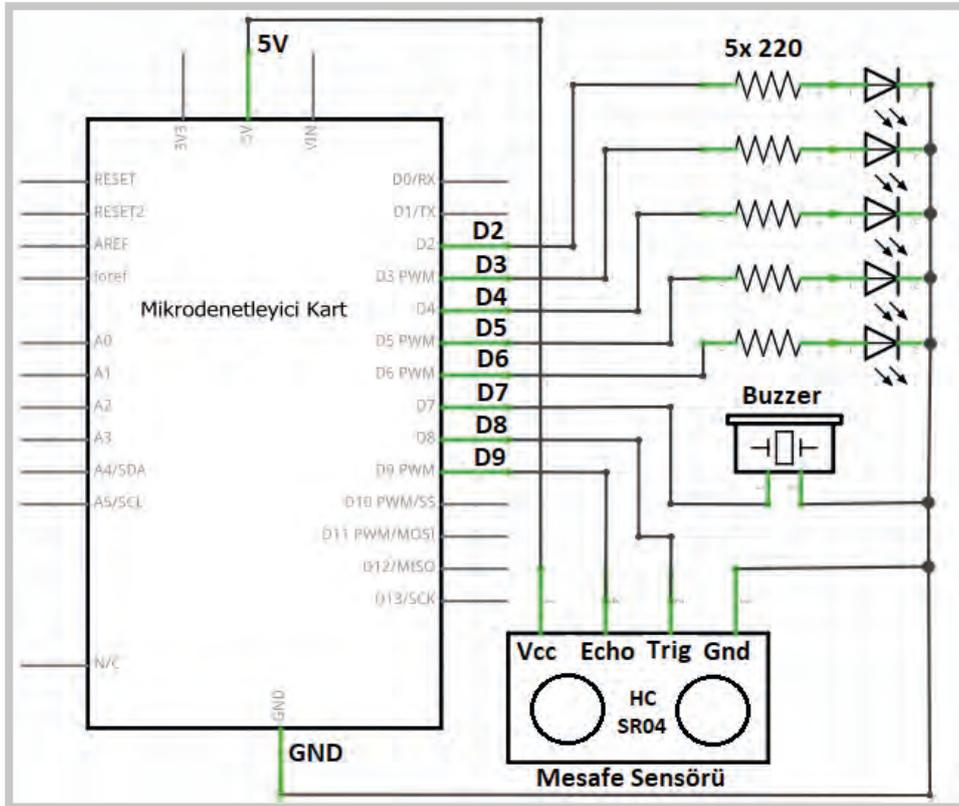 5V
5x 220
3V3
5V
VIN
RESET
RESET2
AREF
ioref
A0
A1
A2
A3
A4/SDA
A5/SCL
N/C
Mikrodenetleyici Kart
D0/RX
D1/TX
D2
D3 PWM
D4
D5 PWM
D6 PWM
D7
D8
D9 PWM
D10 PWM/SS
D11 PWM/MOSI
D12/MISO
D13/SCK
D2
D3
D4
D5
D6
D7
D8
D9
Buzzer
Vcc Echo Trig Gnd
HC
SR04
Mesafe Sensörü
GND
GND